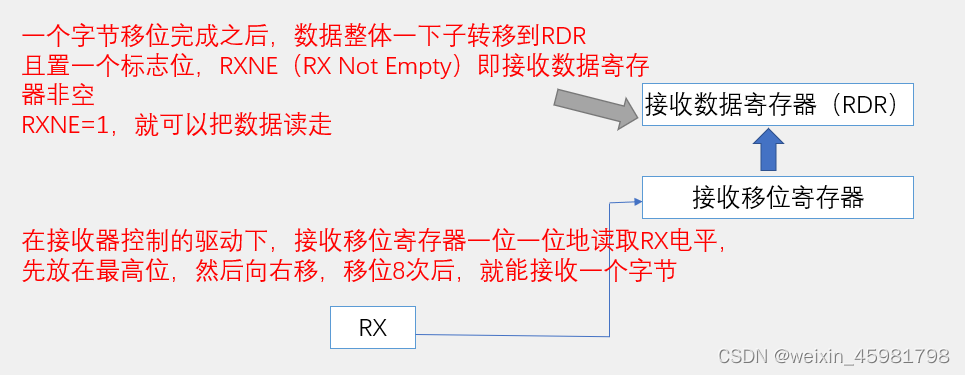 一个字节移位完成之后，数据整体一下子转移到RDR
且置一个标志位，RXNE（RX Not Empty）即接收数据寄存
器非空
RXNE=1，就可以把数据读走
接收数据寄存器（RDR）
接收移位寄存器
在接收器控制的驱动下，接收移位寄存器一位一位地读取RX电平，
先放在最高位，然后向右移，移位8次后，就能接收一个字节
RX
CSDN @weixin_45981798